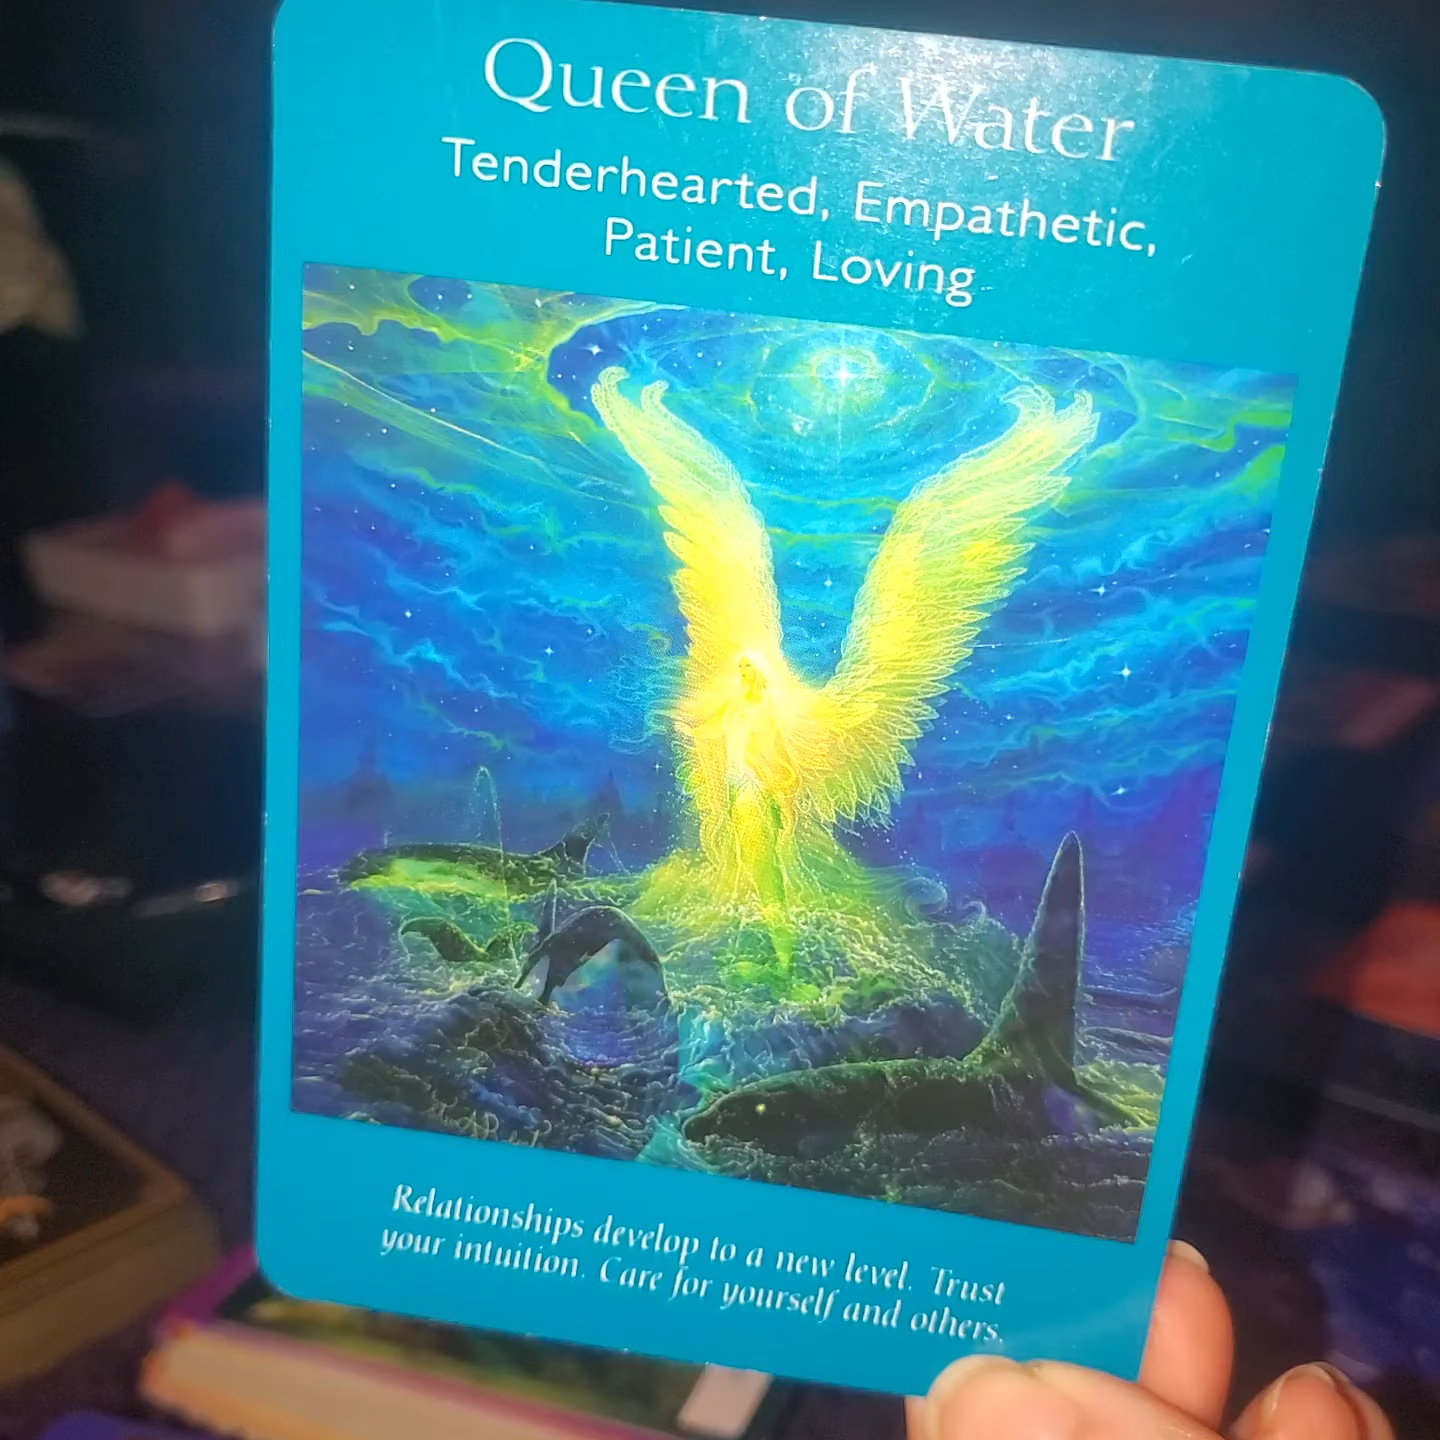 Queen of Water
Tenderhearted, Empathetic,
Patient, Loving
Relationships develop to a new level. Trust
your intuition. Care for yourself and others.